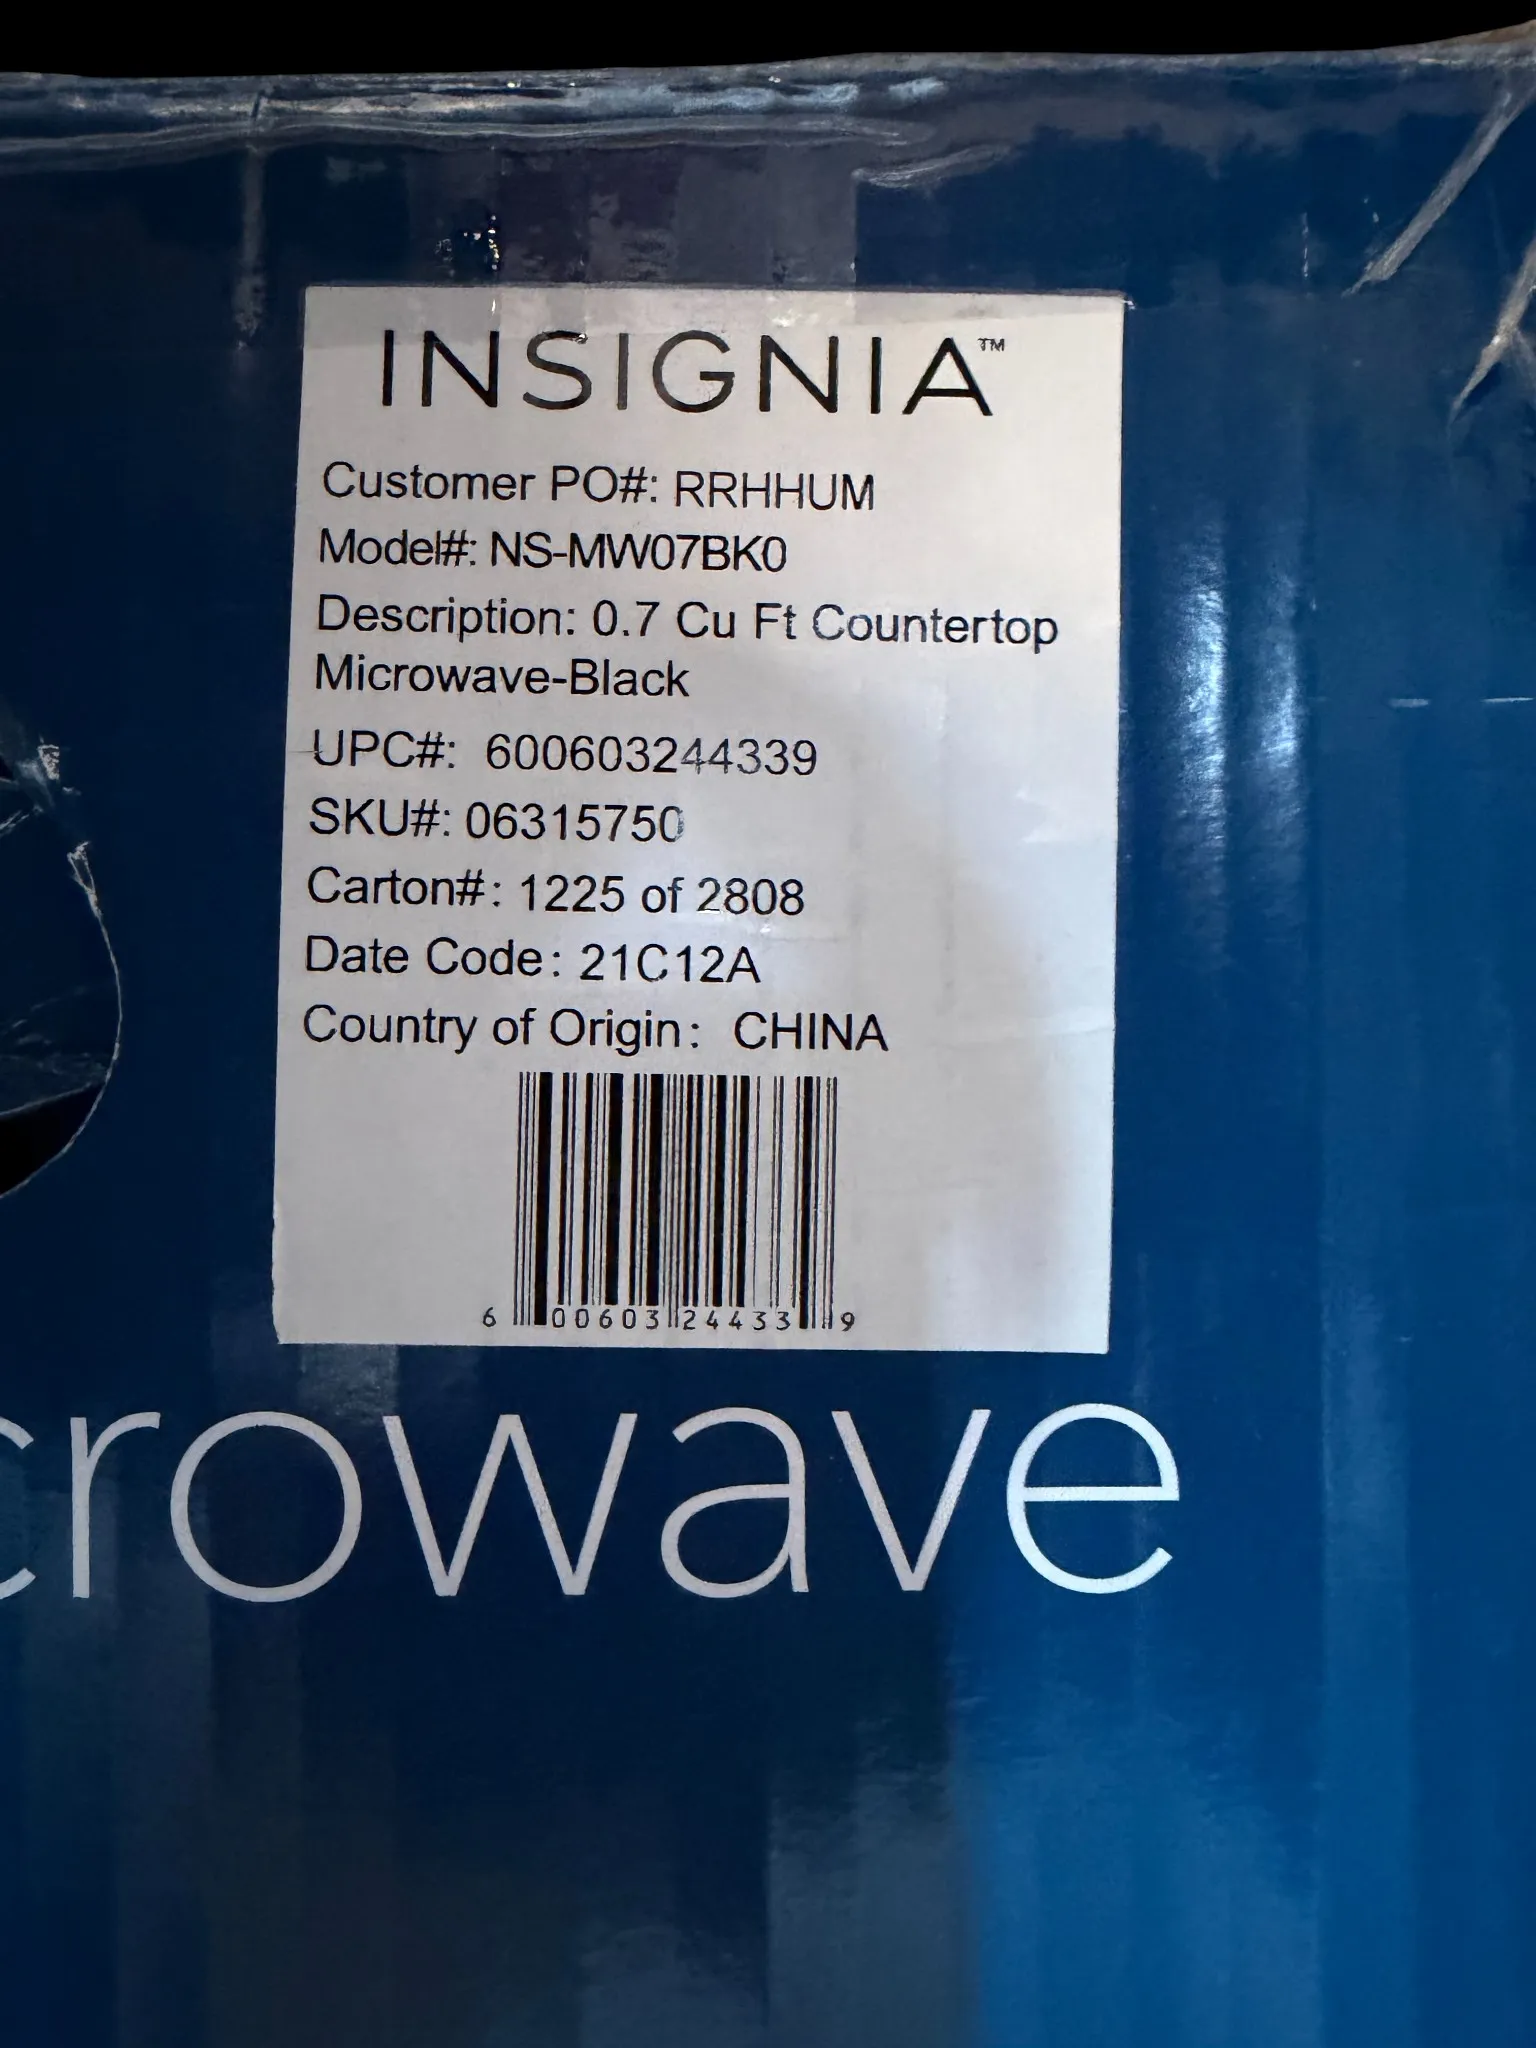 INSIGNIA™
Customer PO#: RRHHUM
Model#: NS-MW07BK0
Description: 0.7 Cu Ft Countertop
Microwave-Black
UPC#: 600603244339
SKU#: 06315750
Carton#: 1225 of 2808
Date Code: 21C12A
Country of Origin: CHINA
6 00603 24433 9
crowave